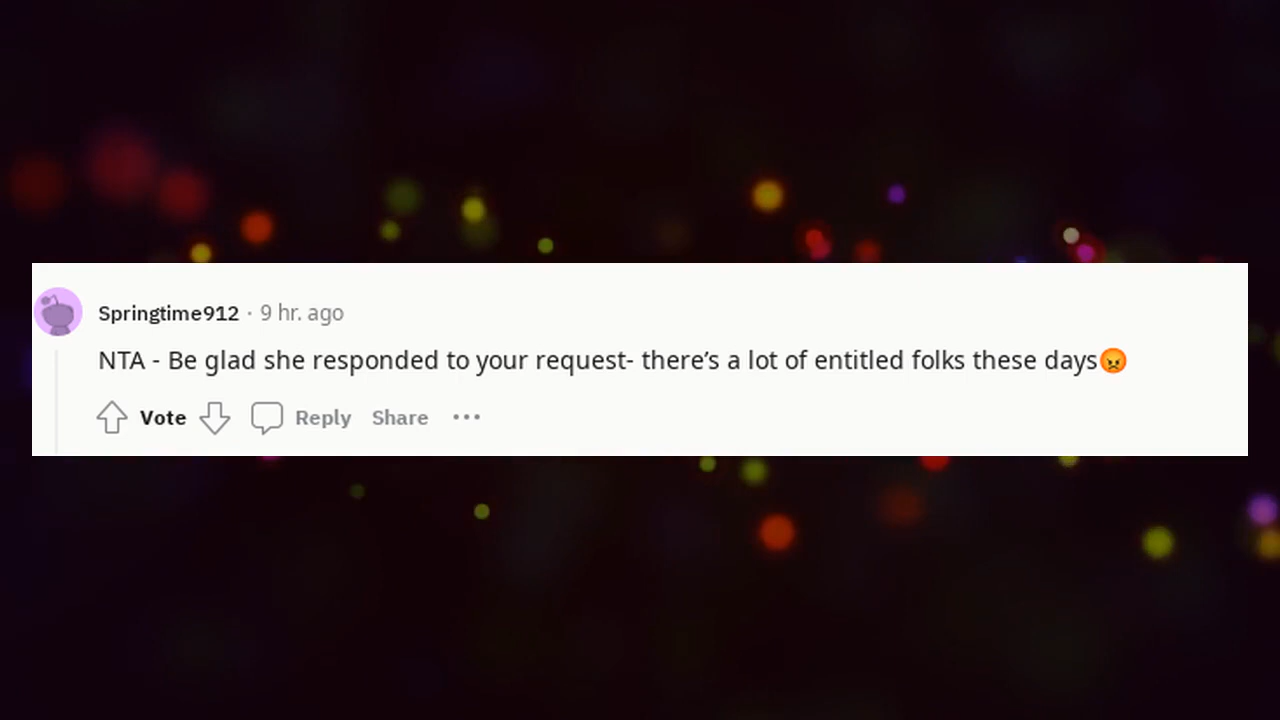 Springtime912 · 9 hr. ago
NTA - Be glad she responded to your request- there’s a lot of entitled folks these days😡
Vote Reply Share •••